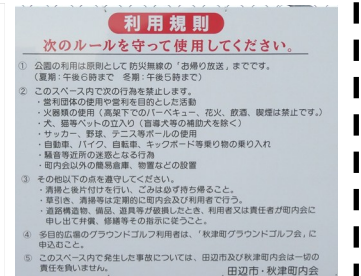 利用規則
次のルールを守って使用してください。
① 公園の利用は原則として防災無線の「お帰り放送」までです。
（夏期：午後6時まで　冬期：午後5時まで）
② このスペース内で次の行為を禁止します。
・営利団体の使用や営利を目的とした活動
・火器類の使用（高架下でのバーベキュー、花火、飲酒、喫煙は禁止です。）
・犬、猫等ペットの立入り（盲導犬等の補助犬を除く）
・サッカー、野球、テニス等ボールの使用
・自動車、バイク、自転車、キックボード等乗り物の乗り入れ
・騒音等近所の迷惑となる行為
・町内会以外の簡易倉庫、物置などの設置
③ その他以下の点を遵守してください。
・清掃と後片付けを行い、ごみは必ず持ち帰ること。
・草引き、清掃等は定期的に町内会及び利用者で行う。
・道路構造物、備品、遊具等が破損したとき、利用者又は責任者が町内会に
申し出て弁償、修繕等その指示に従うこと。
④ 多目的広場のグラウンドゴルフ利用者は、「秋津町グラウンドゴルフ会」に
申込むこと。
⑤ このスペース内で発生した事故については、田辺市及び秋津町内会は一切の
責任を負いません。
田辺市・秋津町内会